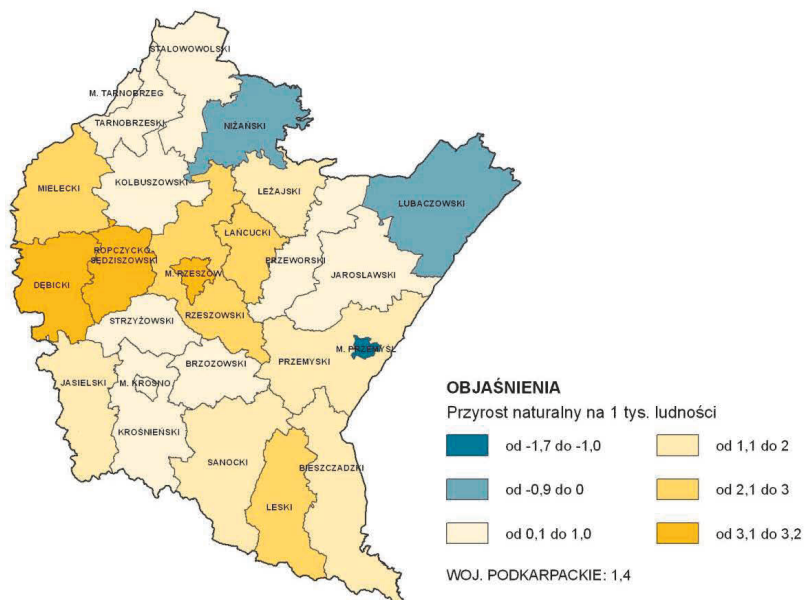 STALOWOWOLSKI
M. TARNOBRZEG
TARNOBRZESKI
NIŻAŃSKI
MIELECKI
KOLBUSZOWSKI
LEŻAJSKI
LUBACZOWSKI
ŁAŃCUCKI
ROPCZYCKO
SĘDZISZOWSKI
M. RZESZÓW
PRZEWORSKI
JAROSŁAWSKI
DĘBICKI
RZESZOWSKI
STRZYŻOWSKI
M. PRZEMYŚL
PRZEMYSKI
BRZOZOWSKI
JASIELSKI
M. KROSNO
KROŚNIEŃSKI
SANOCKI
BIESZCZADZKI
LESKI
OBJAŚNIENIA
Przyrost naturalny na 1 tys. ludności
od -1,7 do -1,0
od 1,1 do 2
od -0,9 do 0
od 2,1 do 3
od 0,1 do 1,0
od 3,1 do 3,2
WOJ. PODKARPACKIE: 1,4